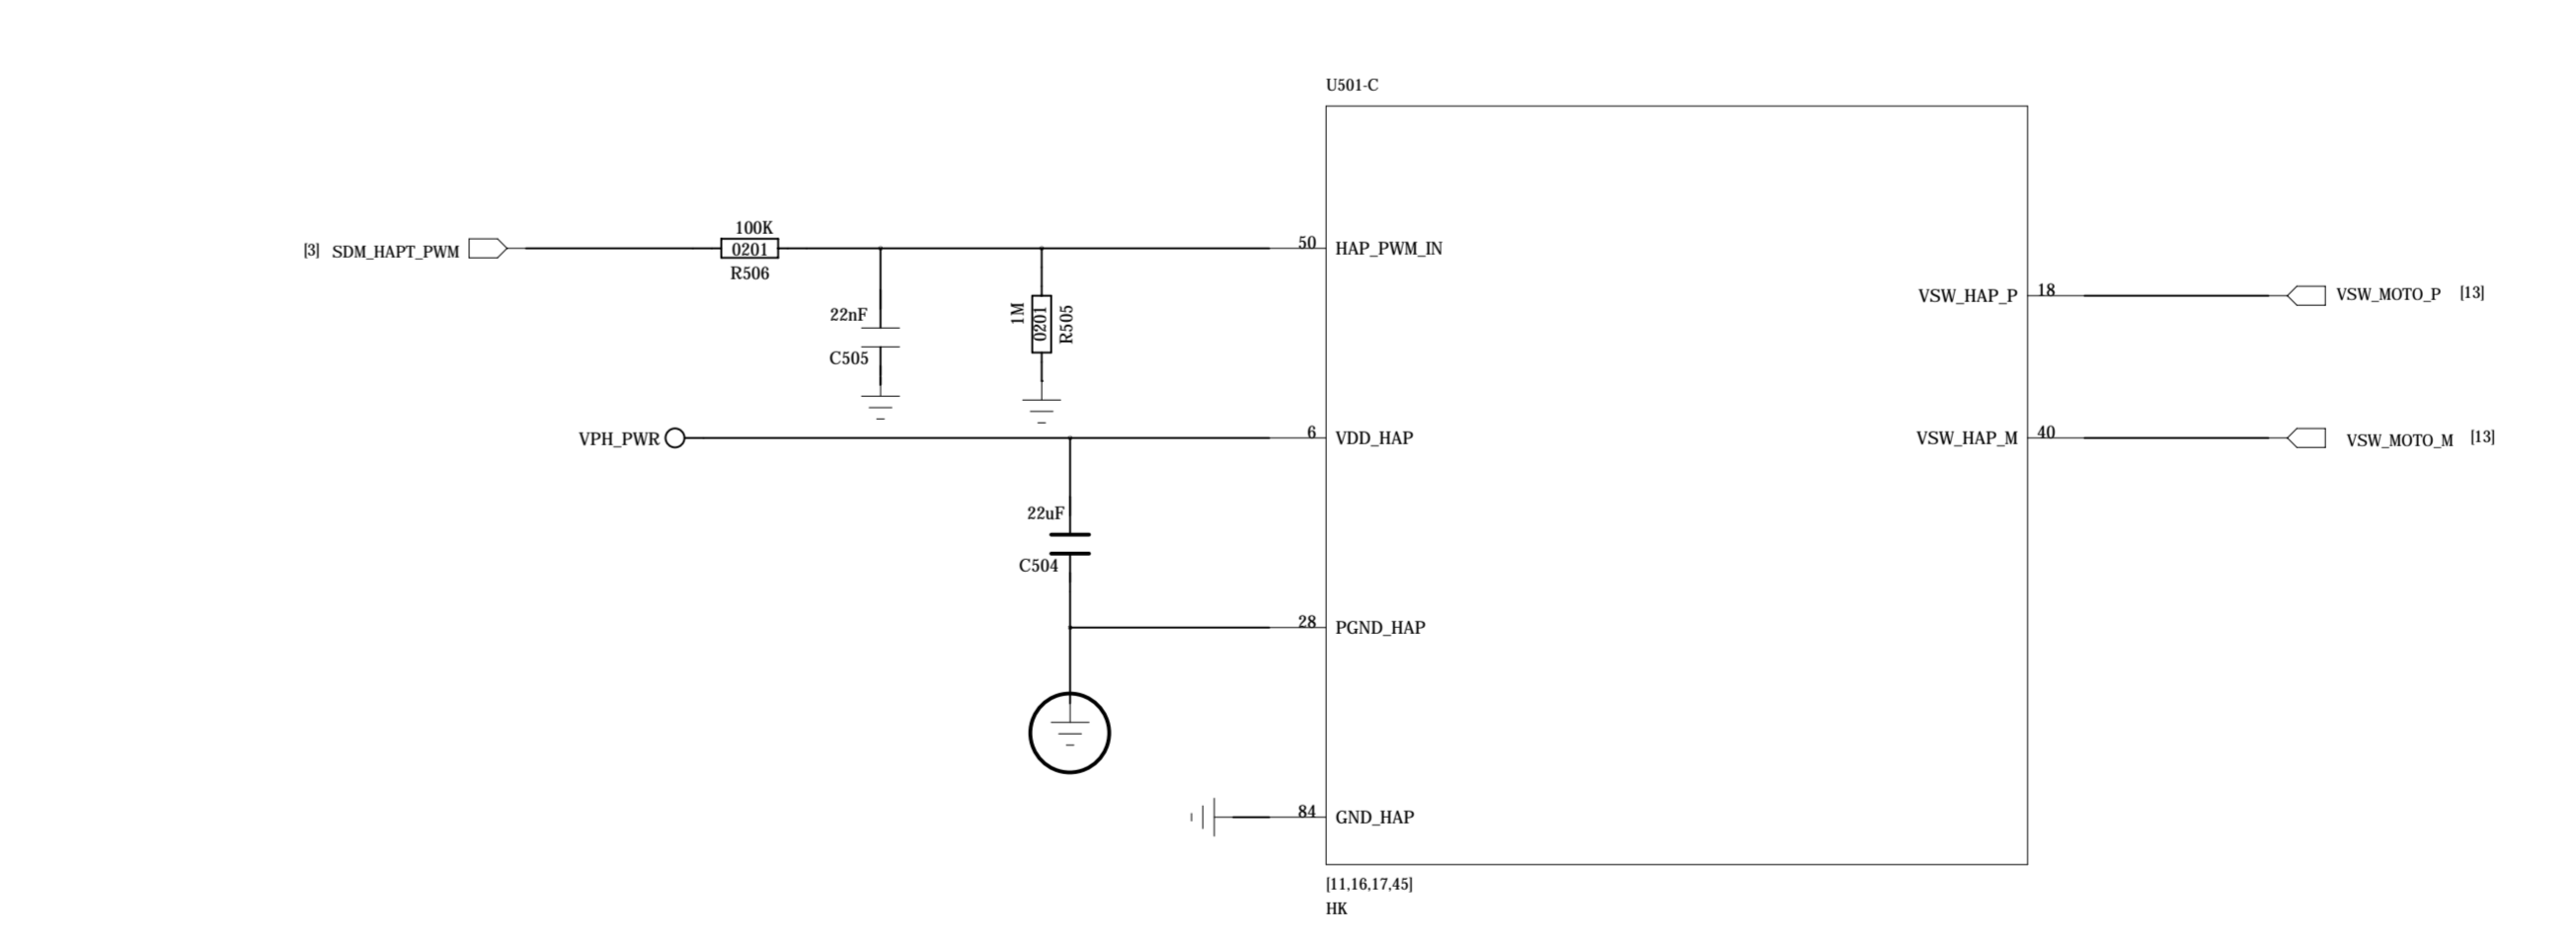 U501-C
100K
[3] SDM_HAPT_PWM
0201
R506
50 HAP_PWM_IN
22nF
C505
1M
0201
R505
VSW_HAP_P 18
VSW_MOTO_P [13]
VPH_PWR
6 VDD_HAP
VSW_HAP_M 40
VSW_MOTO_M [13]
22uF
C504
28 PGND_HAP
84 GND_HAP
[11,16,17,45]
HK